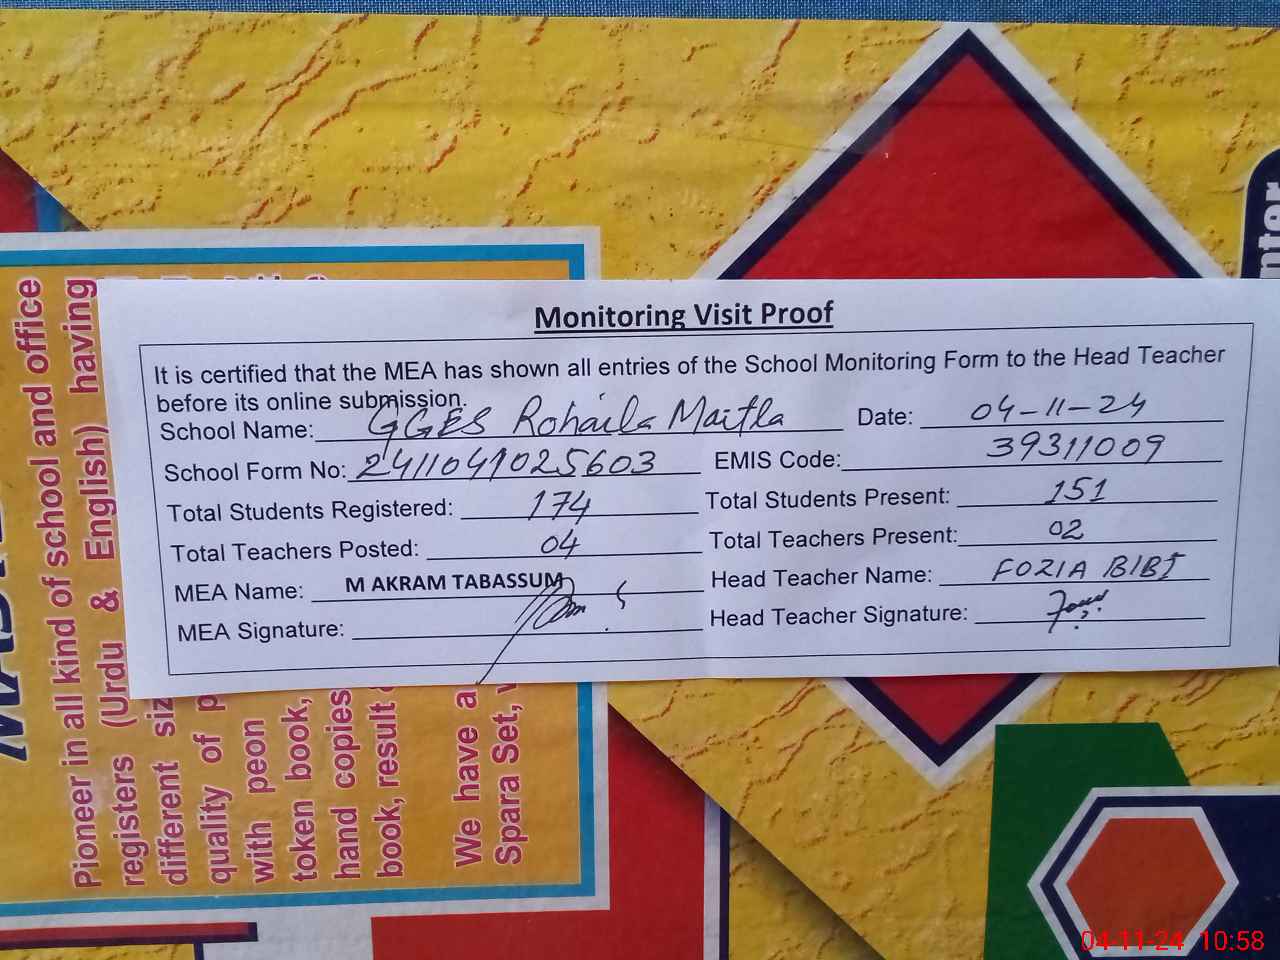 Monitoring Visit Proof
It is certified that the MEA has shown all entries of the School Monitoring Form to the Head Teacher
before its online submission.
School Name: GGES Rohaila Maitla Date: 04-11-24
School Form No: 2411041025603 EMIS Code: 39311009
Total Students Registered: 174 Total Students Present: 151
Total Teachers Posted: 04 Total Teachers Present: 02
MEA Name: M AKRAM TABASSUM Head Teacher Name: FOZIA BIBI
MEA Signature: Head Teacher Signature:
Pioneer in all kind of school and office
registers (Urdu & English) having
different siz
quality of p
with peon
token book,
hand copies
book, result
We have a
Spara Set,
nter
04-11-24 10:58